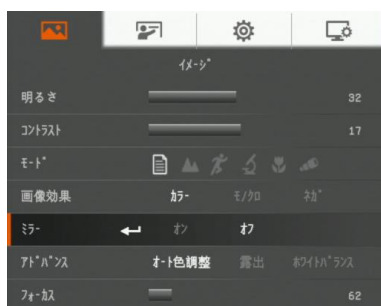 イメージ
明るさ 32
コントラスト 17
モード
画像効果 カラー モノクロ ネガ
ミラー オン オフ
アドバンス オート色調整 露出 ホワイトバランス
フォーカス 62